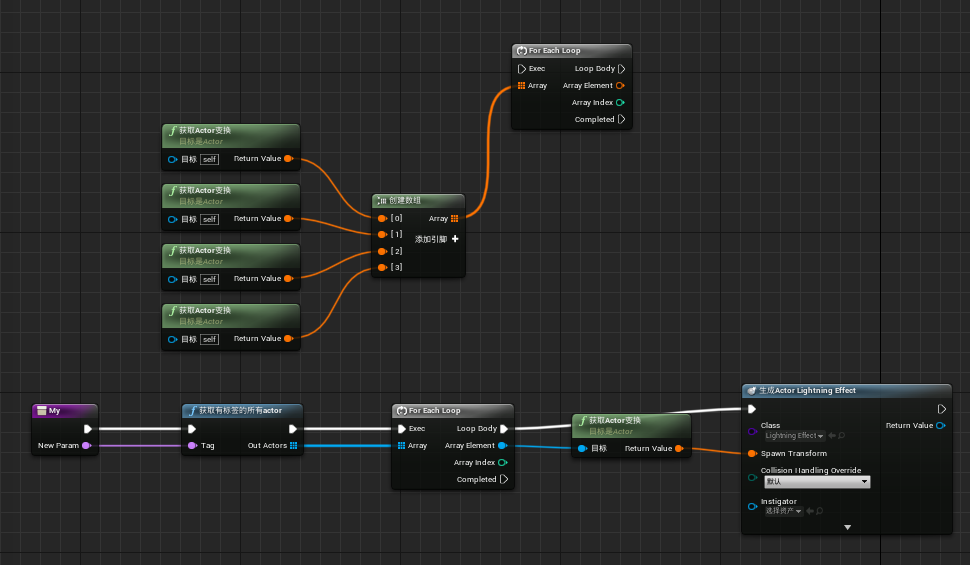 For Each Loop
Exec Loop Body
Array Array Element
Array Index
Completed
获取Actor变换
目标是Actor
目标 self Return Value
获取Actor变换
目标是Actor
目标 self Return Value
获取Actor变换
目标是Actor
目标 self Return Value
获取Actor变换
目标是Actor
目标 self Return Value
创建数组
[0] Array
[1] 添加引脚
[2]
[3]
My
New Param
获取有标签的所有actor
Tag Out Actors
For Each Loop
Exec Loop Body
Array Array Element
Array Index
Completed
获取Actor变换
目标是Actor
目标 Return Value
生成Actor Lightning Effect
Class Return Value
Lightning Effect
Spawn Transform
Collision Handling Override
默认
Instigator
选择资产